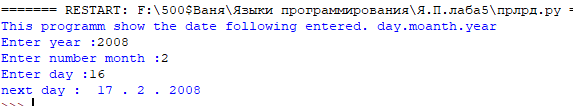 ======= RESTART: F:\500$Ваня\Языки программирования\Я.П.лаба5\прлрд.py =
This programm show the date following entered. day.moanth.year
Enter year :2008
Enter number month :2
Enter day :16
next day :  17 . 2 . 2008
>>>